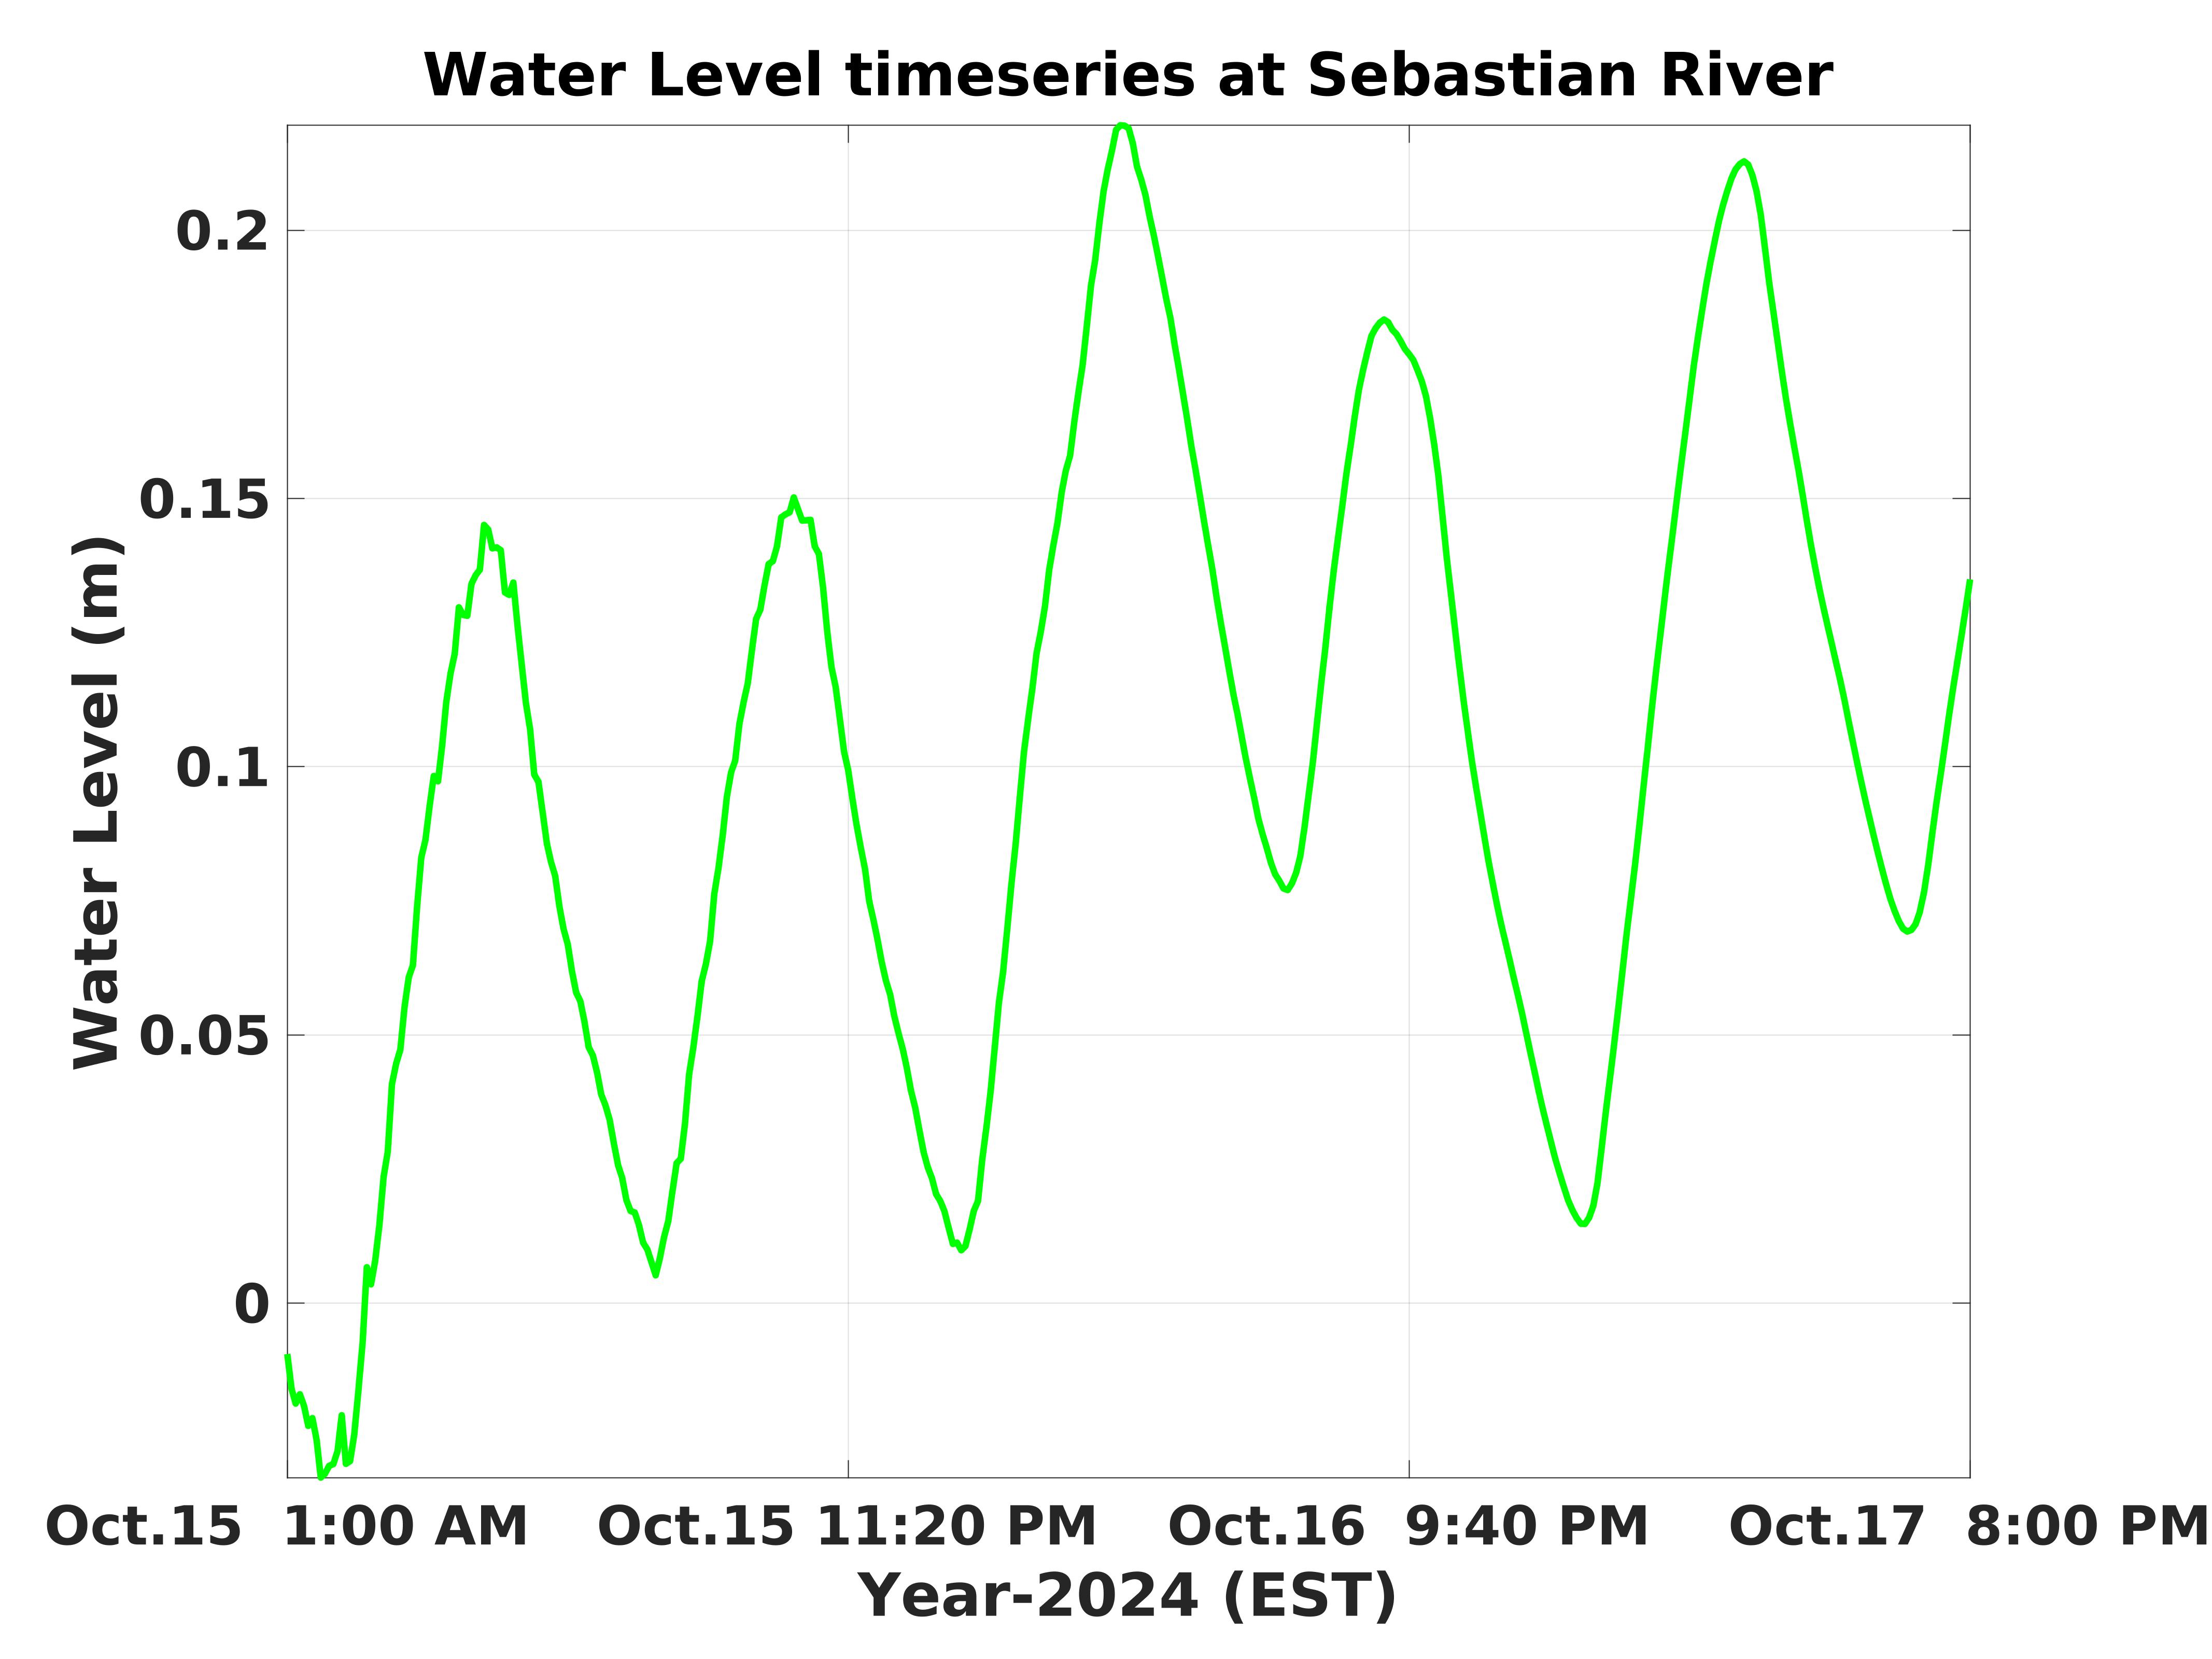 Water Level timeseries at Sebastian River
Water Level (m)
0.2
0.15
0.1
0.05
0
Oct.15 1:00 AM Oct.15 11:20 PM Oct.16 9:40 PM Oct.17 8:00 PM
Year-2024 (EST)